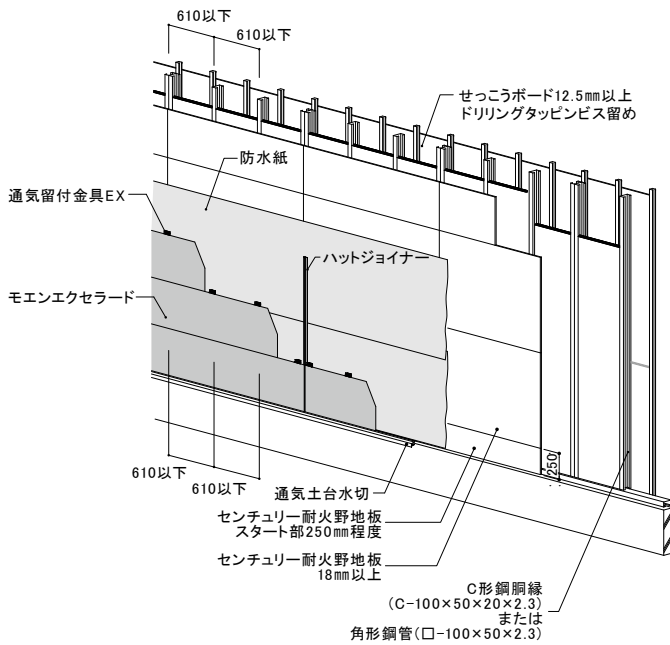 610以下
610以下
せっこうボード12.5mm以上
ドリリングタッピンビス留め
防水紙
通気留付金具EX
ハットジョイナー
モエンエクセラード
250
610以下
610以下
通気土台水切
センチュリー耐火野地板
スタート部250mm程度
センチュリー耐火野地板
18mm以上
C形鋼胴縁
(C-100×50×20×2.3)
または
角形鋼管(□-100×50×2.3)